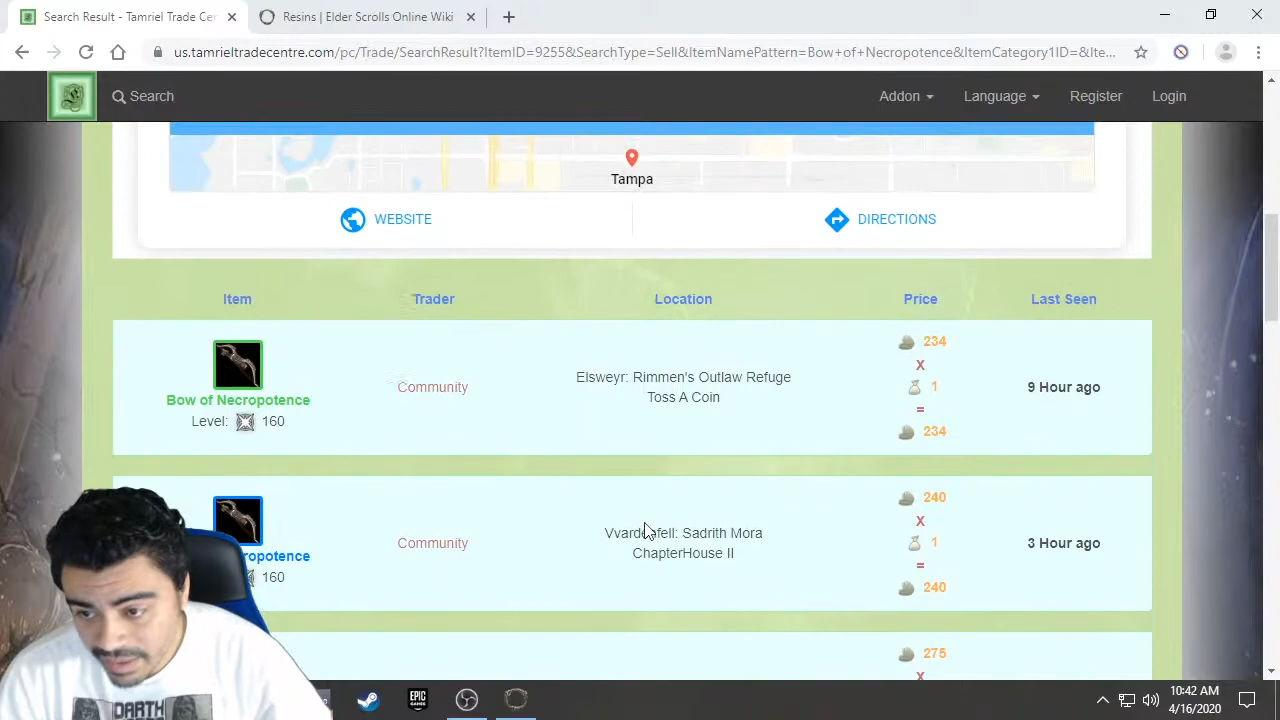 Search Result - Tamriel Trade Ce
Resins | Elder Scrolls Online Wiki
us.tamrieltradecentre.com/pc/Trade/SearchResult?ItemID=9255&SearchType=Sell&ItemNamePattern=Bow+of+Necropotence&ItemCategory1ID=&Ite...
Search
Addon
Language
Register
Login
Tampa
WEBSITE
DIRECTIONS
Item
Trader
Location
Price
Last Seen
Bow of Necropotence
Level: 160
Community
Elsweyr: Rimmen's Outlaw Refuge
Toss A Coin
234
X
1
=
234
9 Hour ago
ropotence
160
Community
Vvardenfell: Sadrith Mora
ChapterHouse II
240
X
1
=
240
3 Hour ago
275
X
DARTH
EPIC
GAMES
10:42 AM
4/16/2020